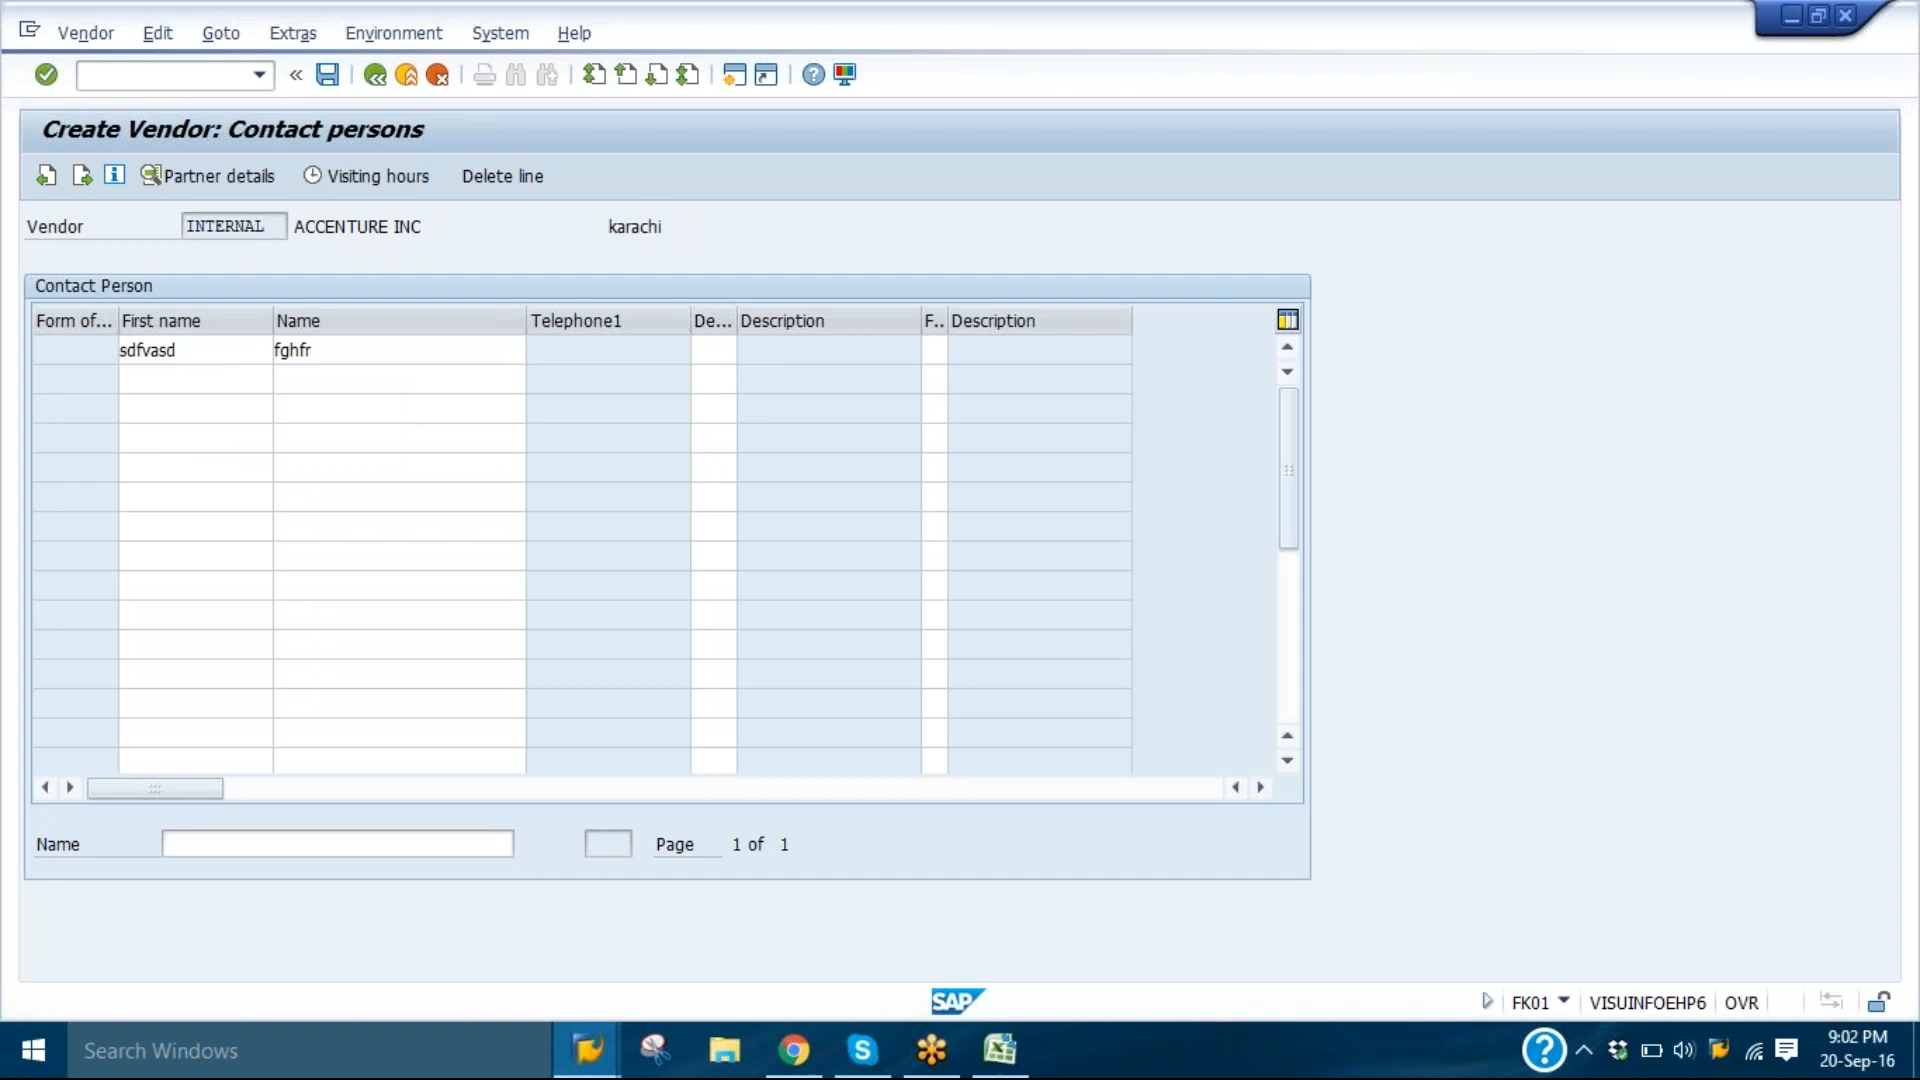 Vendor Edit Goto Extras Environment System Help
Create Vendor: Contact persons
Partner details Visiting hours Delete line
Vendor INTERNAL ACCENTURE INC karachi
Contact Person
Form of... First name Name Telephone1 De... Description F.. Description
sdfvasd fghfr
Name Page 1 of 1
SAP FK01 VISUINFOEHP6 OVR
Search Windows
9:02 PM
20-Sep-16